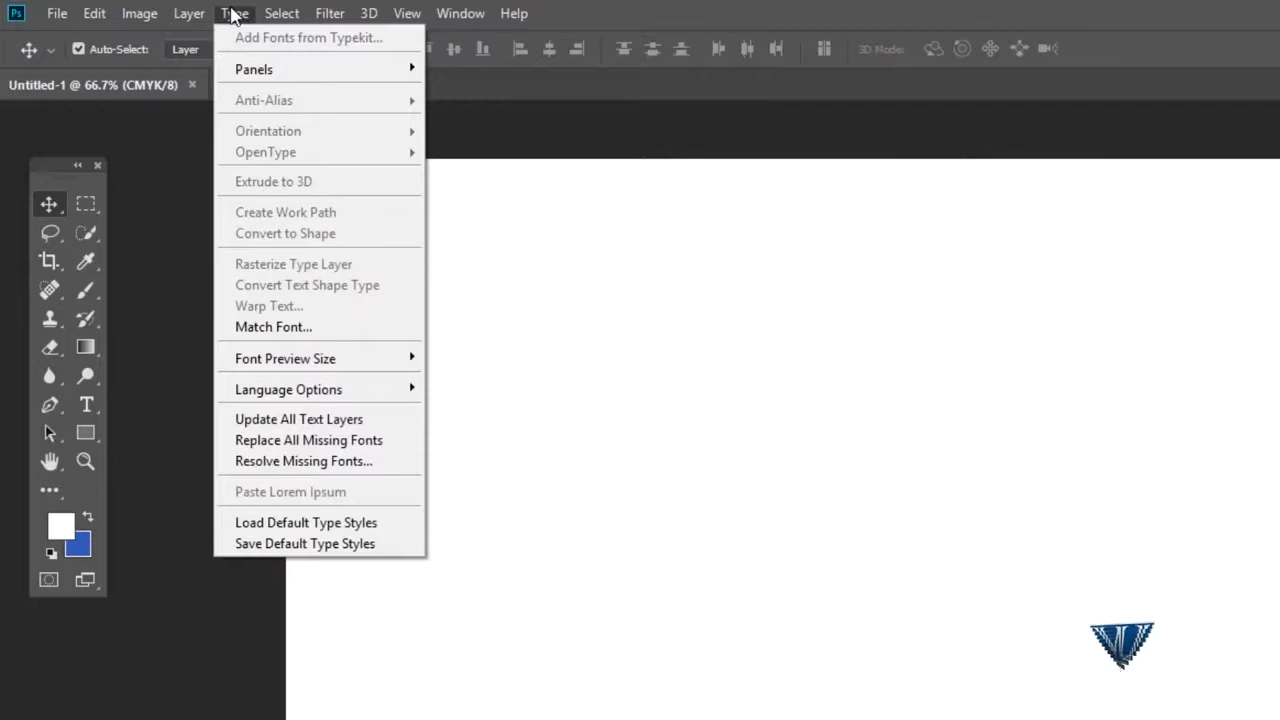 Ps File Edit Image Layer Type Select Filter 3D View Window Help
Auto-Select: Layer 3D Mode:
Untitled-1 @ 66.7% (CMYK/8) ×
Add Fonts from Typekit...
Panels
Anti-Alias
Orientation
OpenType
Extrude to 3D
Create Work Path
Convert to Shape
Rasterize Type Layer
Convert Text Shape Type
Warp Text...
Match Font...
Font Preview Size
Language Options
Update All Text Layers
Replace All Missing Fonts
Resolve Missing Fonts...
Paste Lorem Ipsum
Load Default Type Styles
Save Default Type Styles